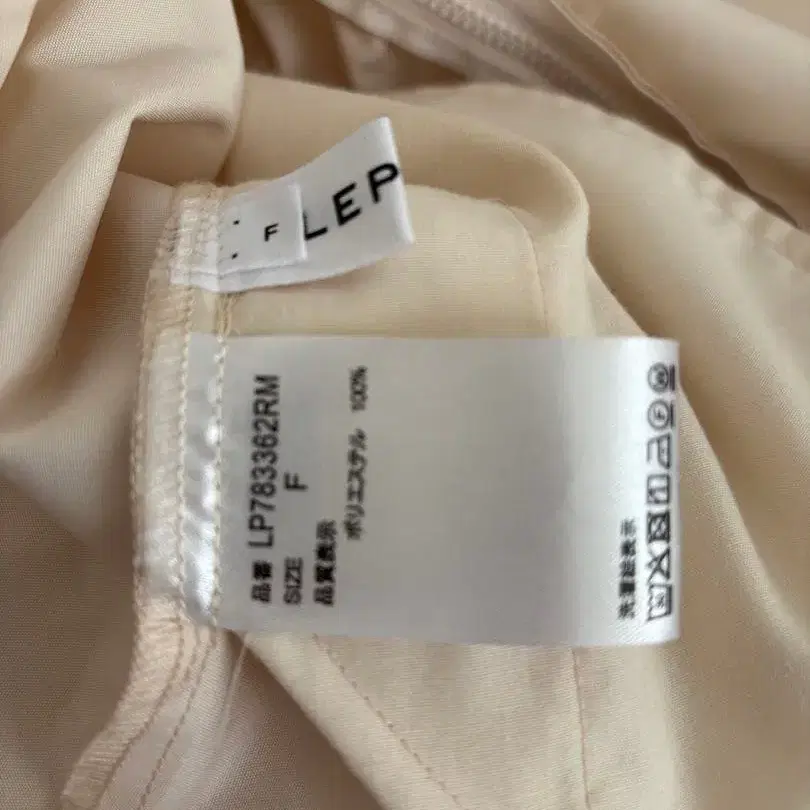 LEP
F
品番 LP783362RM
SIZE F
品質表示
ポリエステル 100%
洗濯絵表示